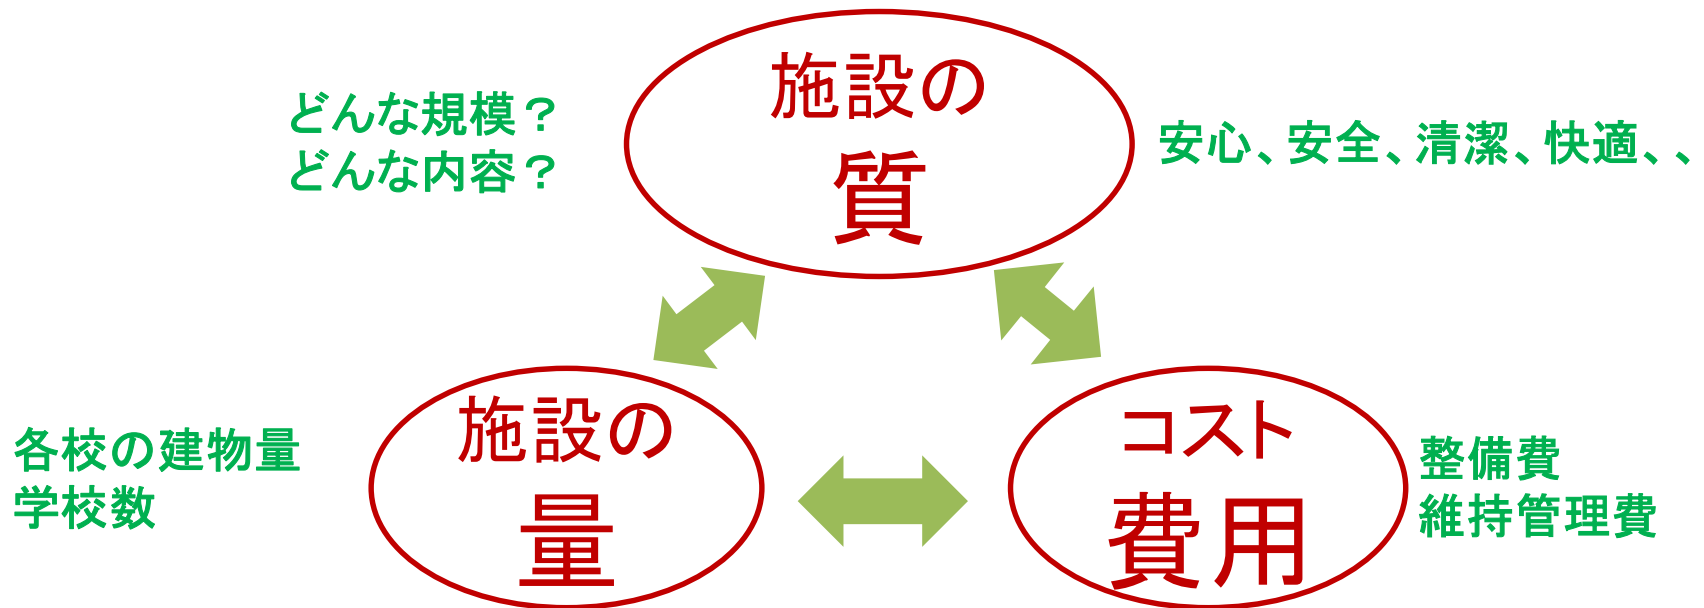 施設の
質
どんな規模？
どんな内容？
安心、安全、清潔、快適、、
施設の
量
各校の建物量
学校数
コスト
費用
整備費
維持管理費